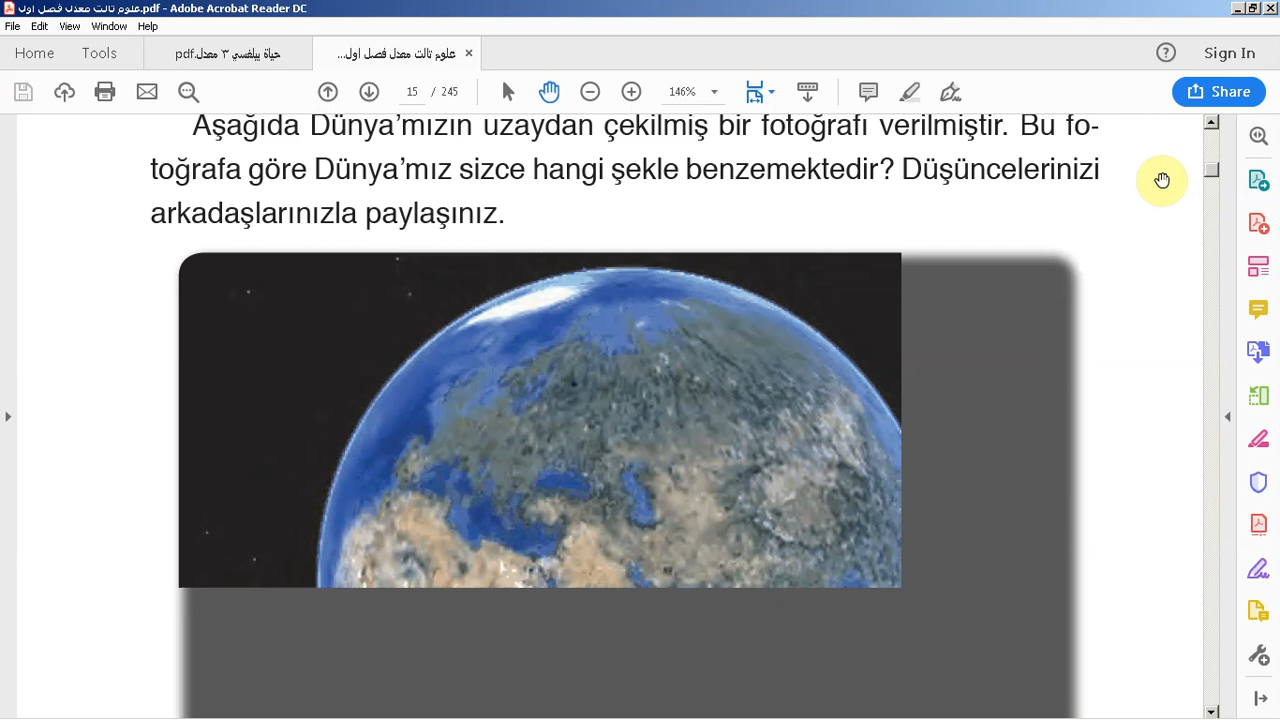 علوم ثالث معدل فصل اول.pdf - Adobe Acrobat Reader DC
File Edit View Window Help
Home Tools حياة بيلفسي ٣ معدل.pdf علوم ثالث معدل فصل اول...
Sign In
15 / 245 146% Share
Aşağıda Dünya’mızın uzaydan çekilmiş bir fotoğrafı verilmiştir. Bu fo-
toğrafa göre Dünya’mız sizce hangi şekle benzemektedir? Düşüncelerinizi
arkadaşlarınızla paylaşınız.